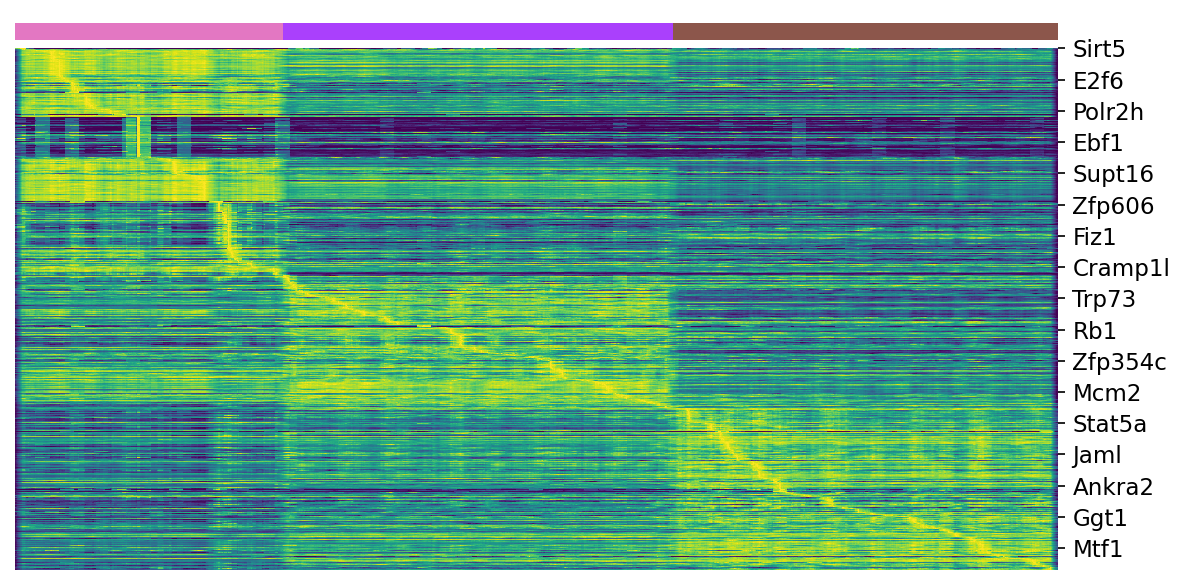 Sirt5
E2f6
Polr2h
Ebf1
Supt16
Zfp606
Fiz1
Cramp1l
Trp73
Rb1
Zfp354c
Mcm2
Stat5a
Jaml
Ankra2
Ggt1
Mtf1